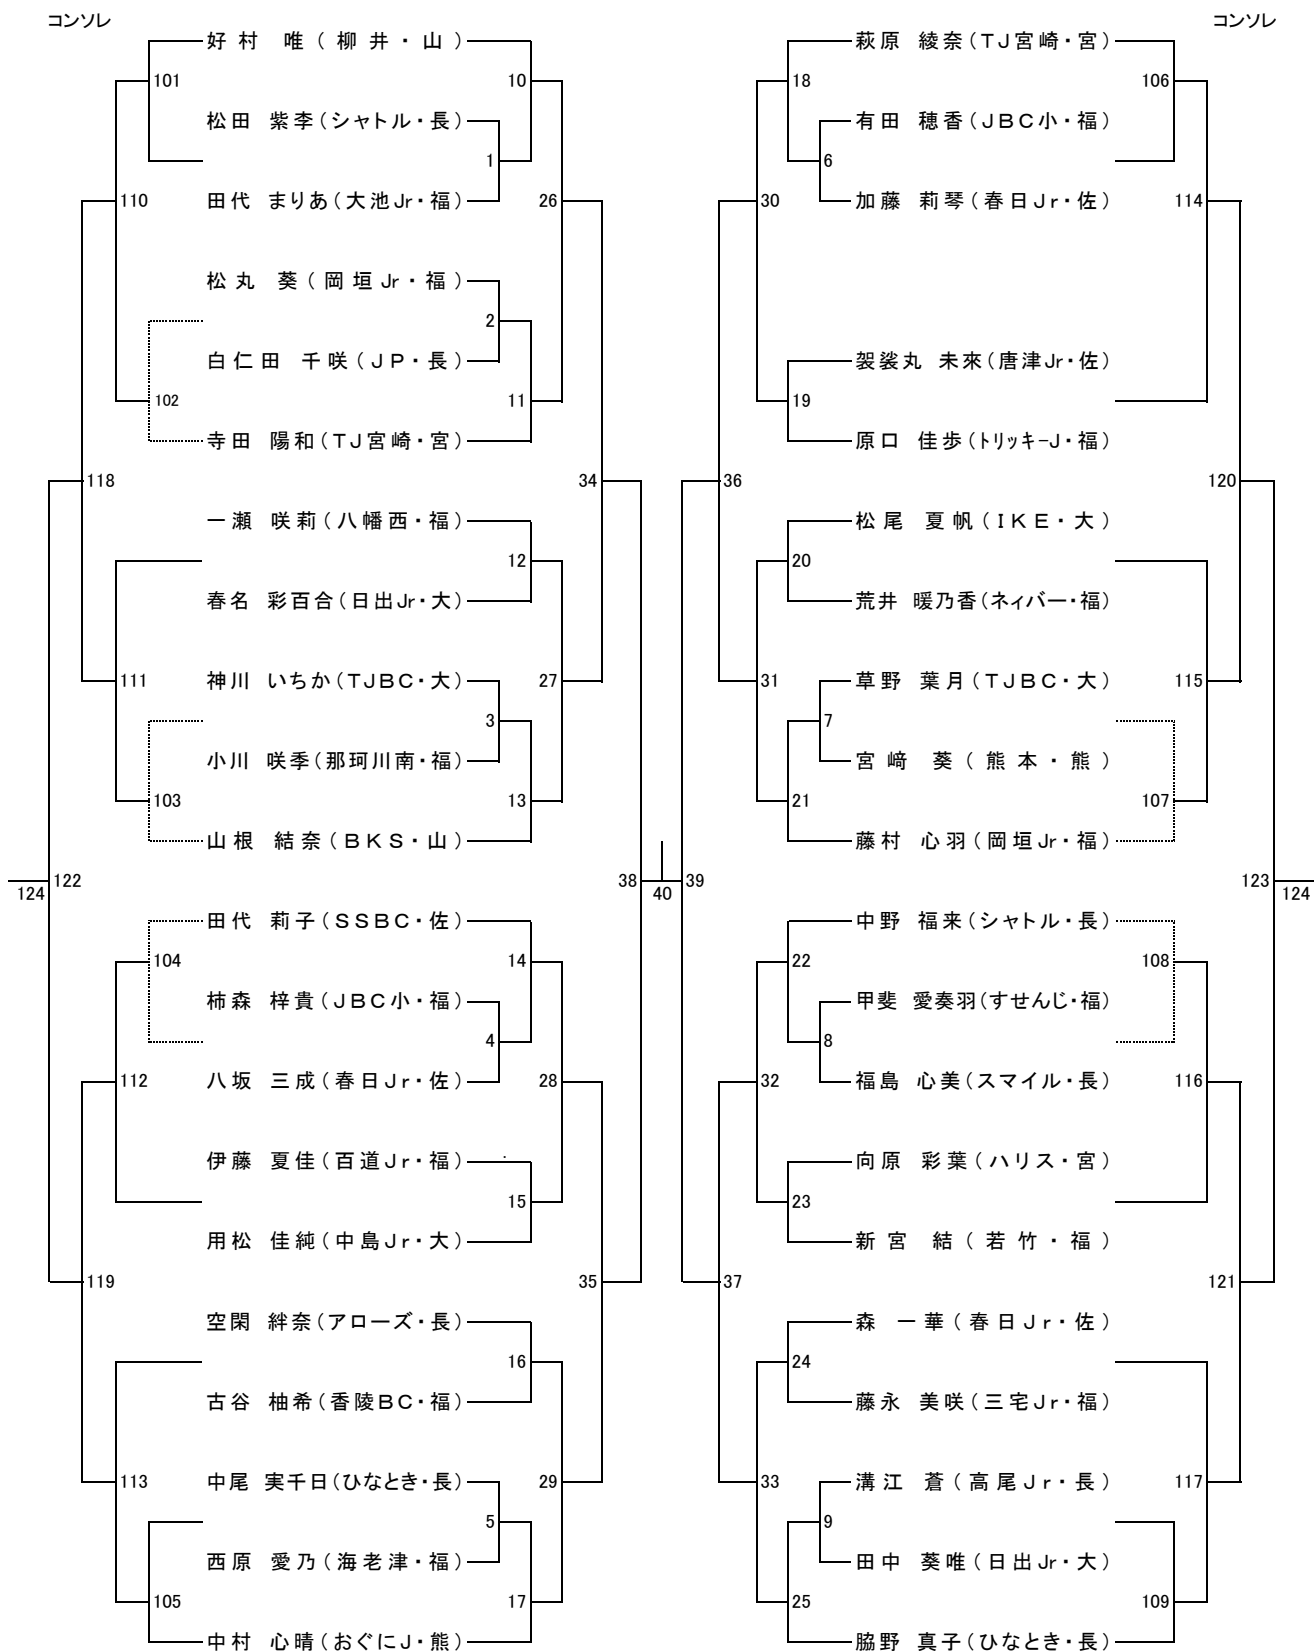 コンソレ
コンソレ
好村 唯(柳井・山)
101
10
松田 紫李(シャトル・長)
1
110
田代 まりあ(大池Jr・福)
26
松丸 葵(岡垣Jr・福)
2
白仁田 千咲(JP・長)
102
11
寺田 陽和(TJ宮崎・宮)
118
34
一瀬 咲莉(八幡西・福)
12
春名 彩百合(日出Jr・大)
111
神川 いちか(TJBC・大)
27
3
小川 咲季(那珂川南・福)
103
13
山根 結奈(BKS・山)
124
122
38
40
田代 莉子(SSBC・佐)
104
14
柿森 梓貴(JBC小・福)
4
112
八坂 三成(春日Jr・佐)
28
伊藤 夏佳(百道Jr・福)
15
用松 佳純(中島Jr・大)
119
35
空閑 絆奈(アローズ・長)
16
古谷 柚希(香陵BC・福)
113
中尾 実千日(ひなとき・長)
29
5
西原 愛乃(海老津・福)
105
17
中村 心晴(おぐにJ・熊)
萩原 綾奈(TJ宮崎・宮)
18
106
有田 穂香(JBC小・福)
6
30
加藤 莉琴(春日Jr・佐)
114
袈裟丸 未來(唐津Jr・佐)
19
原口 佳歩(トリッキーJ・福)
36
120
松尾 夏帆(IKE・大)
20
荒井 暖乃香(ネィバー・福)
31
草野 葉月(TJBC・大)
115
7
宮﨑 葵(熊本・熊)
21
107
藤村 心羽(岡垣Jr・福)
39
123
124
中野 福来(シャトル・長)
22
108
甲斐 愛奏羽(すせんじ・福)
8
32
福島 心美(スマイル・長)
116
向原 彩葉(ハリス・宮)
23
新宮 結(若竹・福)
37
121
森 一華(春日Jr・佐)
24
藤永 美咲(三宅Jr・福)
33
溝江 蒼(高尾Jr・長)
117
9
田中 葵唯(日出Jr・大)
25
109
脇野 真子(ひなとき・長)